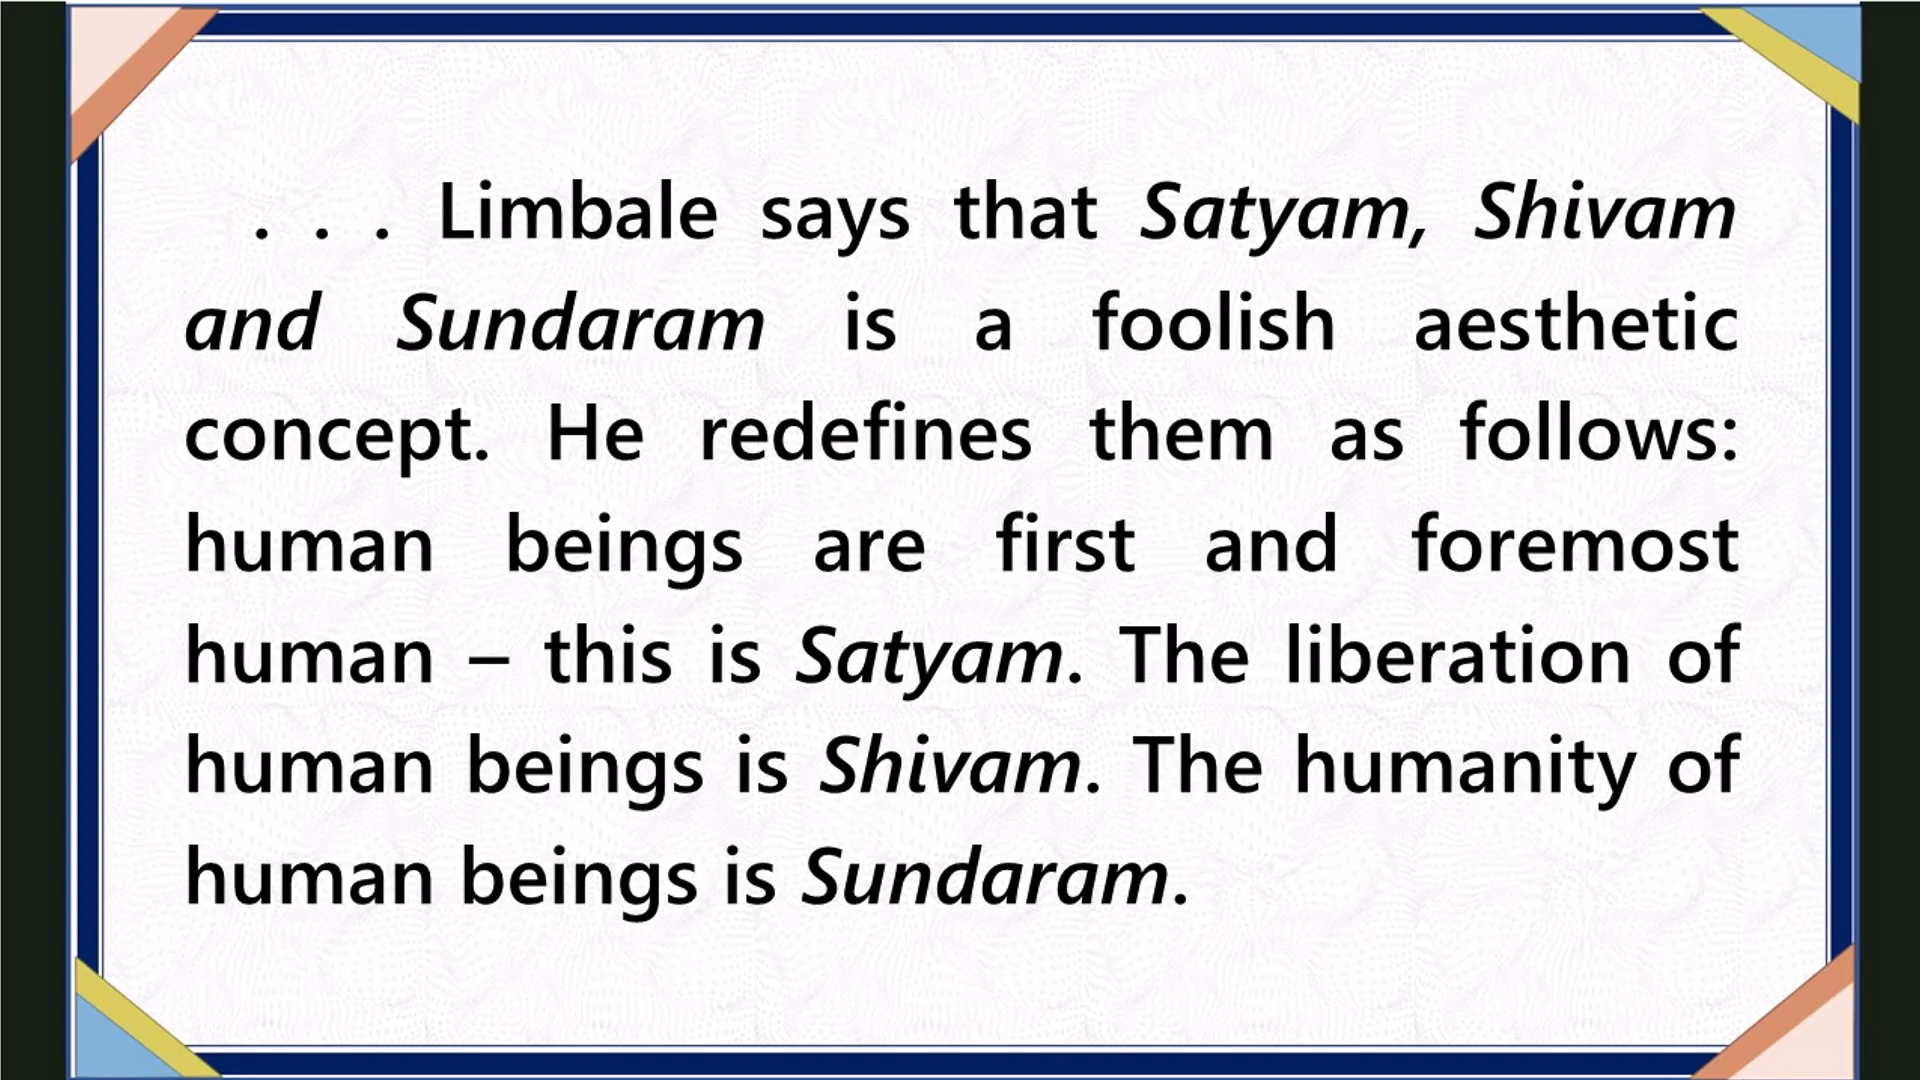 . . . Limbale says that Satyam, Shivam
and Sundaram is a foolish aesthetic
concept. He redefines them as follows:
human beings are first and foremost
human – this is Satyam. The liberation of
human beings is Shivam. The humanity of
human beings is Sundaram.